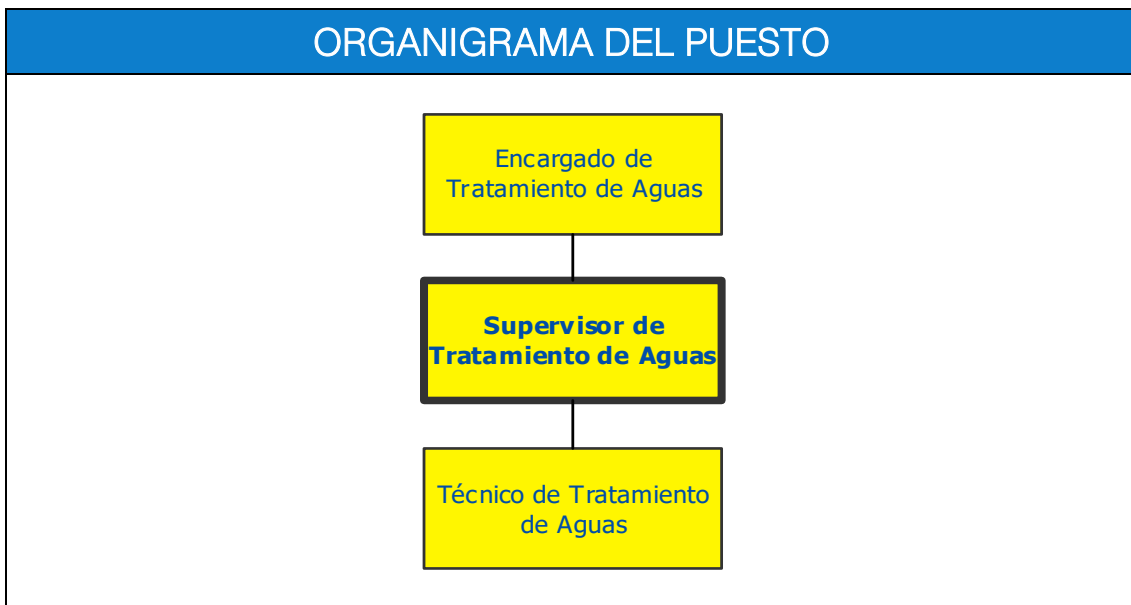 ORGANIGRAMA DEL PUESTO
Encargado de
Tratamiento de Aguas
Supervisor de
Tratamiento de Aguas
Técnico de Tratamiento
de Aguas